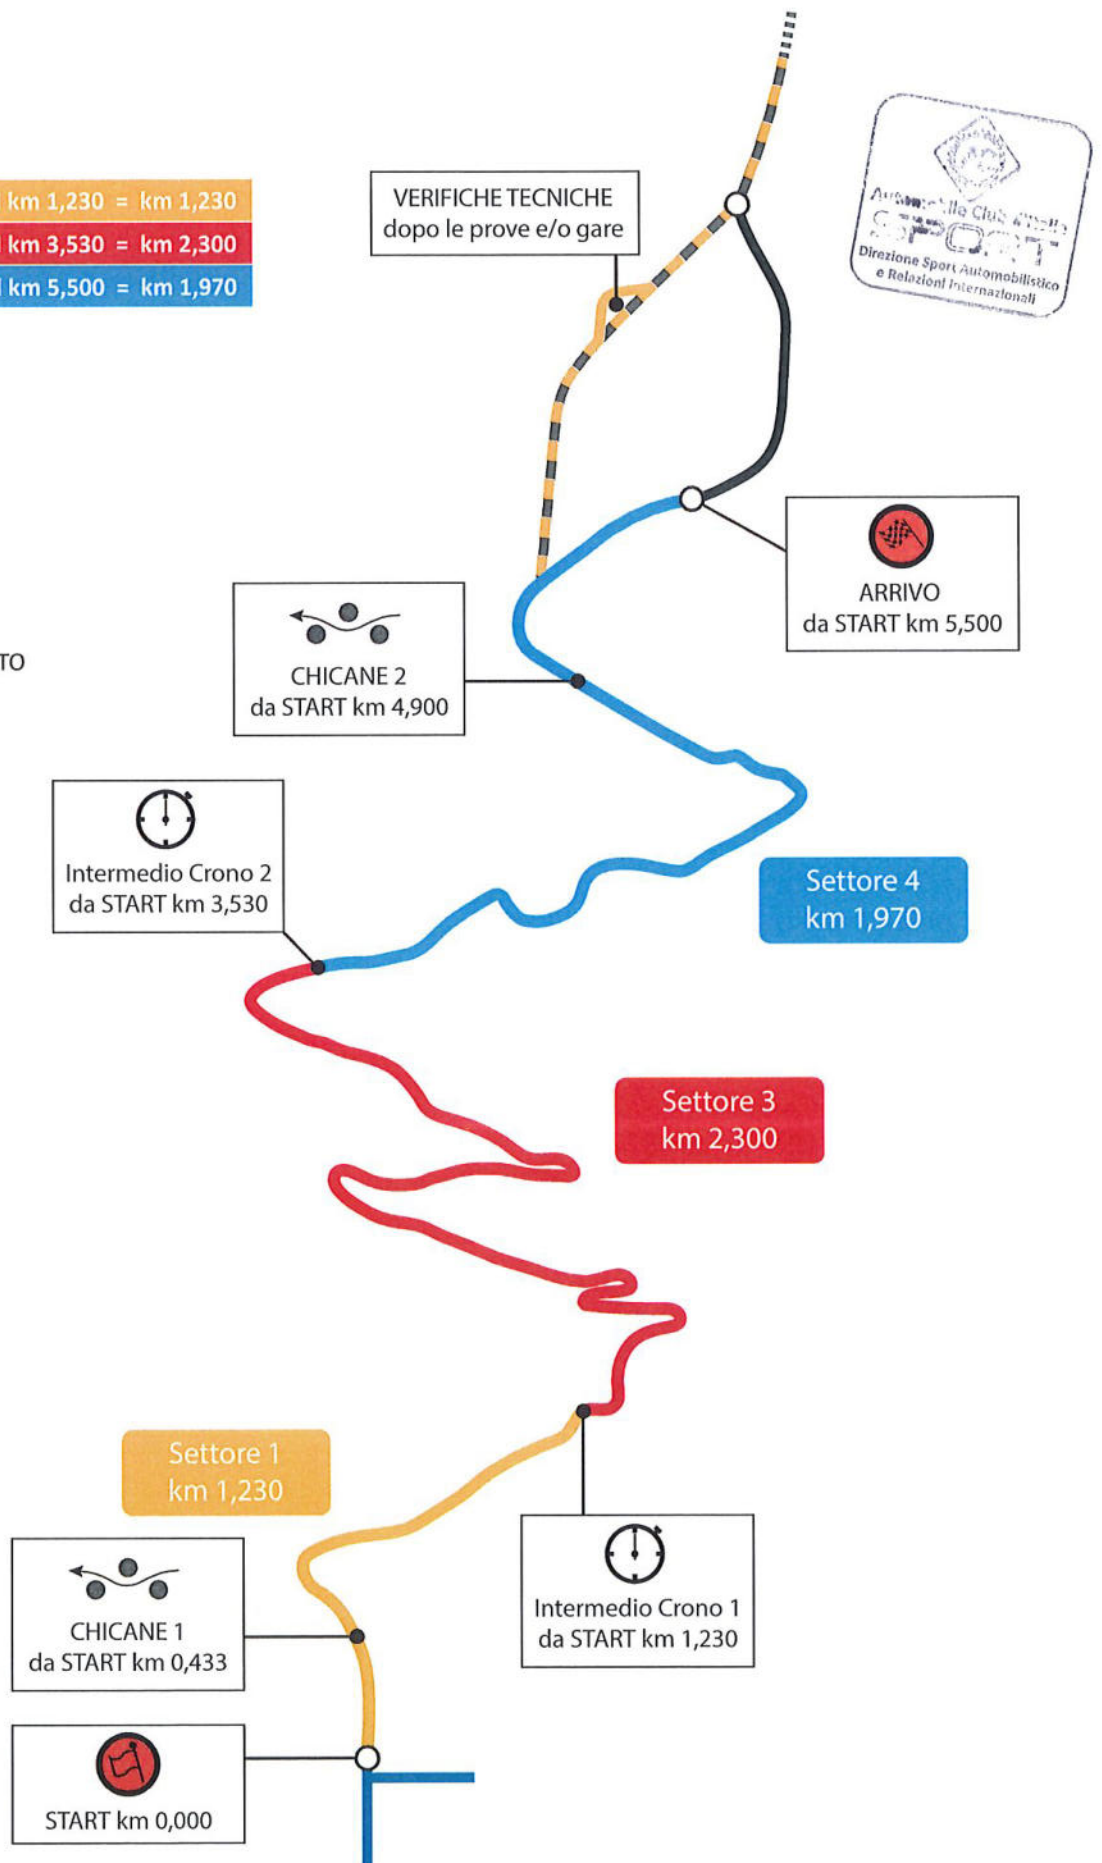 km 1,230 = km 1,230
km 3,530 = km 2,300
km 5,500 = km 1,970
VERIFICHE TECNICHE
dopo le prove e/o gare
Automobile Club d'Italia
SPORT
Direzione Sport Automobilistico
e Relazioni Internazionali
ARRIVO
da START km 5,500
TO
CHICANE 2
da START km 4,900
Intermedio Crono 2
da START km 3,530
Settore 4
km 1,970
Settore 3
km 2,300
Settore 1
km 1,230
CHICANE 1
da START km 0,433
Intermedio Crono 1
da START km 1,230
START km 0,000